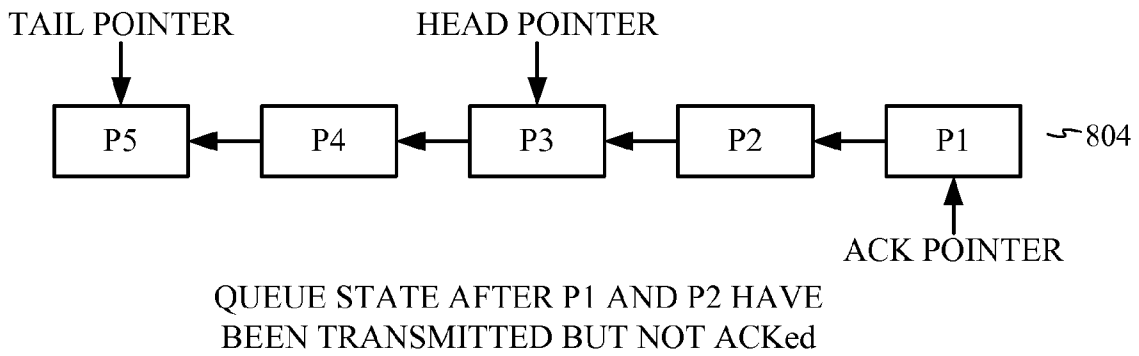 TAIL POINTER
HEAD POINTER
P5
P4
P3
P2
P1
804
ACK POINTER
QUEUE STATE AFTER P1 AND P2 HAVE
BEEN TRANSMITTED BUT NOT ACKed